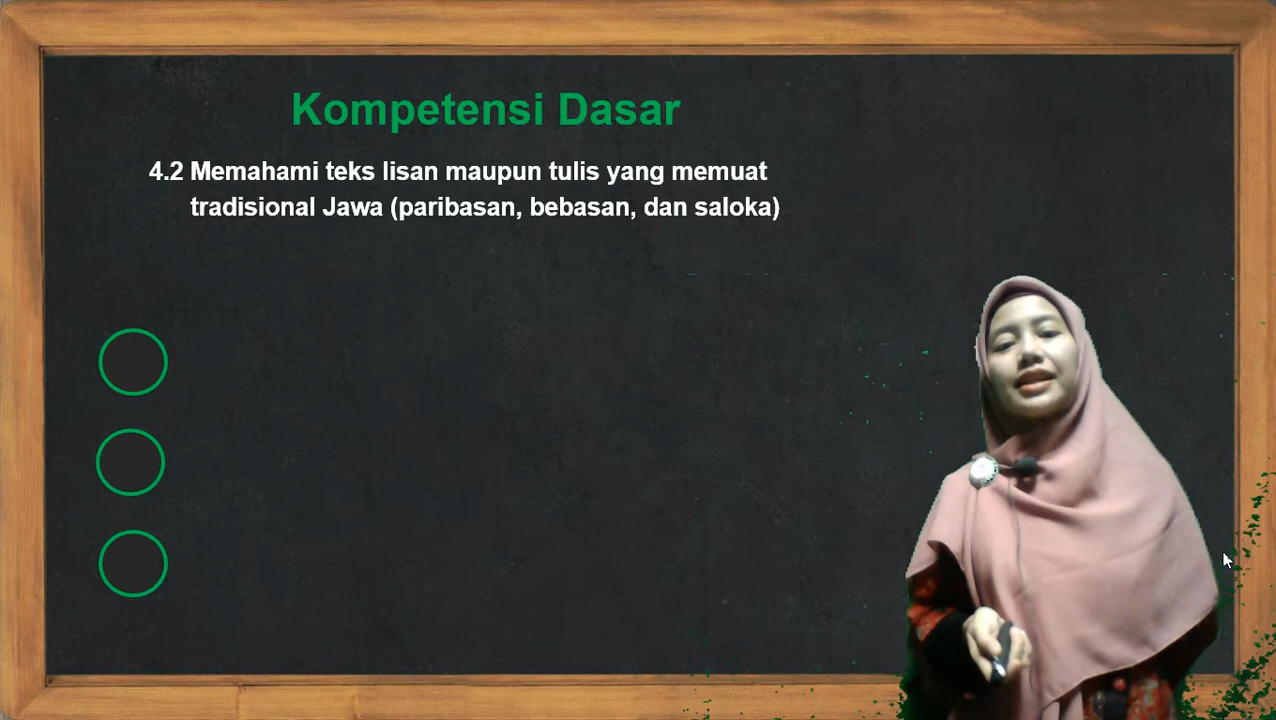 Kompetensi Dasar
4.2 Memahami teks lisan maupun tulis yang memuat
tradisional Jawa (paribasan, bebasan, dan saloka)